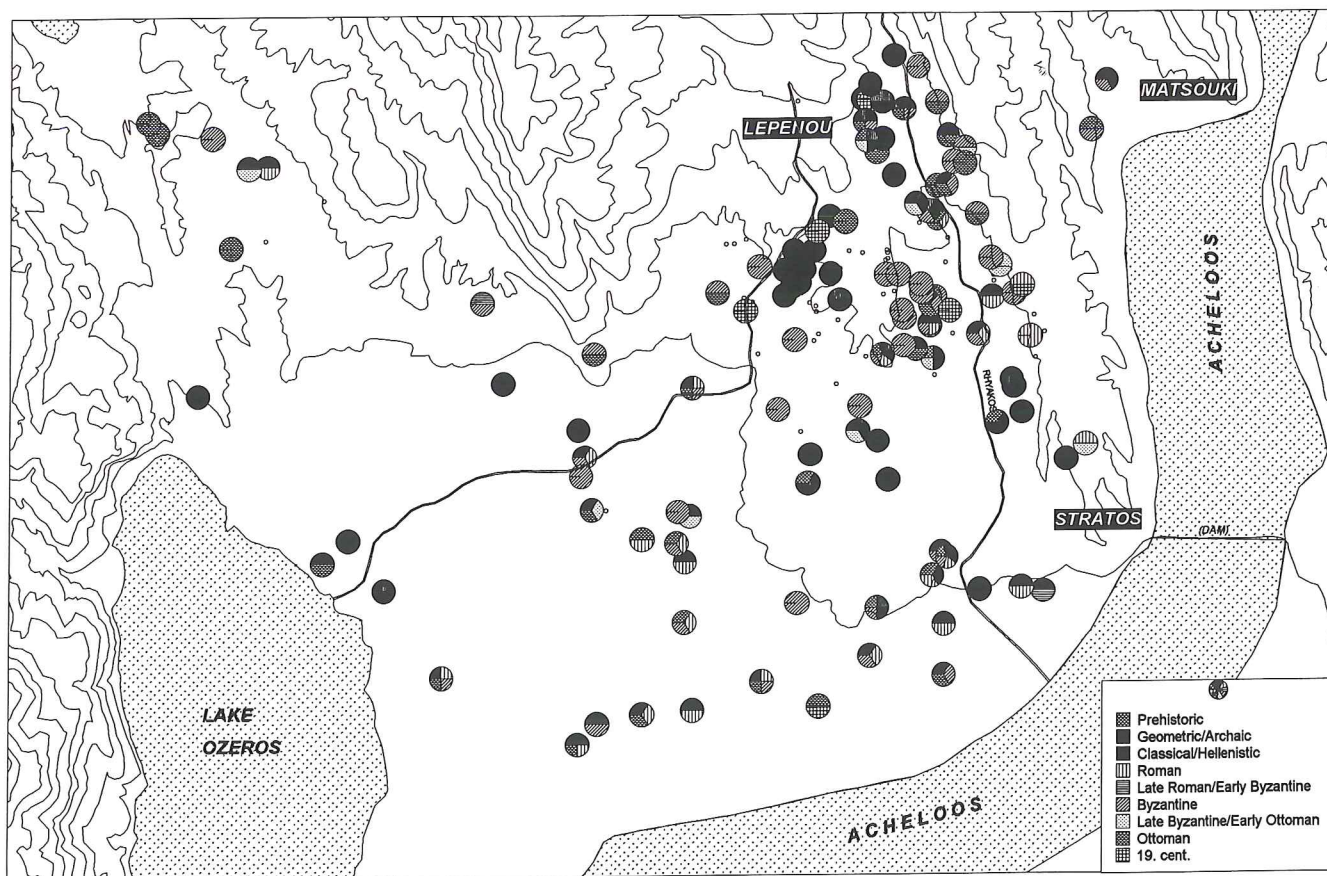 MATSOUKI
LEPENOU
ACHELOOS
RHYAKOS
STRATOS
(DAM)
LAKE
OZEROS
ACHELOOS
Prehistoric
Geometric/Archaic
Classical/Hellenistic
Roman
Late Roman/Early Byzantine
Byzantine
Late Byzantine/Early Ottoman
Ottoman
19. cent.